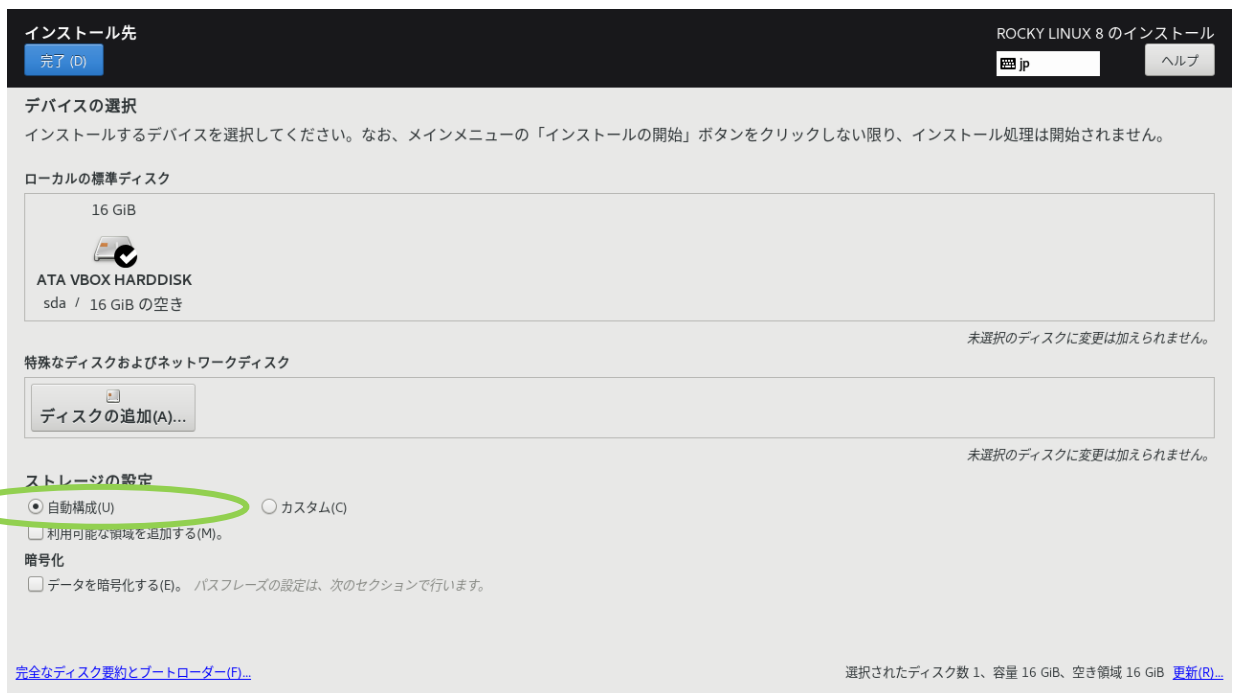 インストール先
ROCKY LINUX 8 のインストール
完了 (D)
jp
ヘルプ
デバイスの選択
インストールするデバイスを選択してください。なお、メインメニューの「インストールの開始」ボタンをクリックしない限り、インストール処理は開始されません。
ローカルの標準ディスク
16 GiB
ATA VBOX HARDDISK
sda / 16 GiB の空き
未選択のディスクに変更は加えられません。
特殊なディスクおよびネットワークディスク
ディスクの追加(A)...
未選択のディスクに変更は加えられません。
ストレージの設定
自動構成(U) カスタム(C)
利用可能な領域を追加する(M)。
暗号化
データを暗号化する(E)。 パスフレーズの設定は、次のセクションで行います。
完全なディスク要約とブートローダー(F)... 選択されたディスク数 1、容量 16 GiB、空き領域 16 GiB 更新(R)...